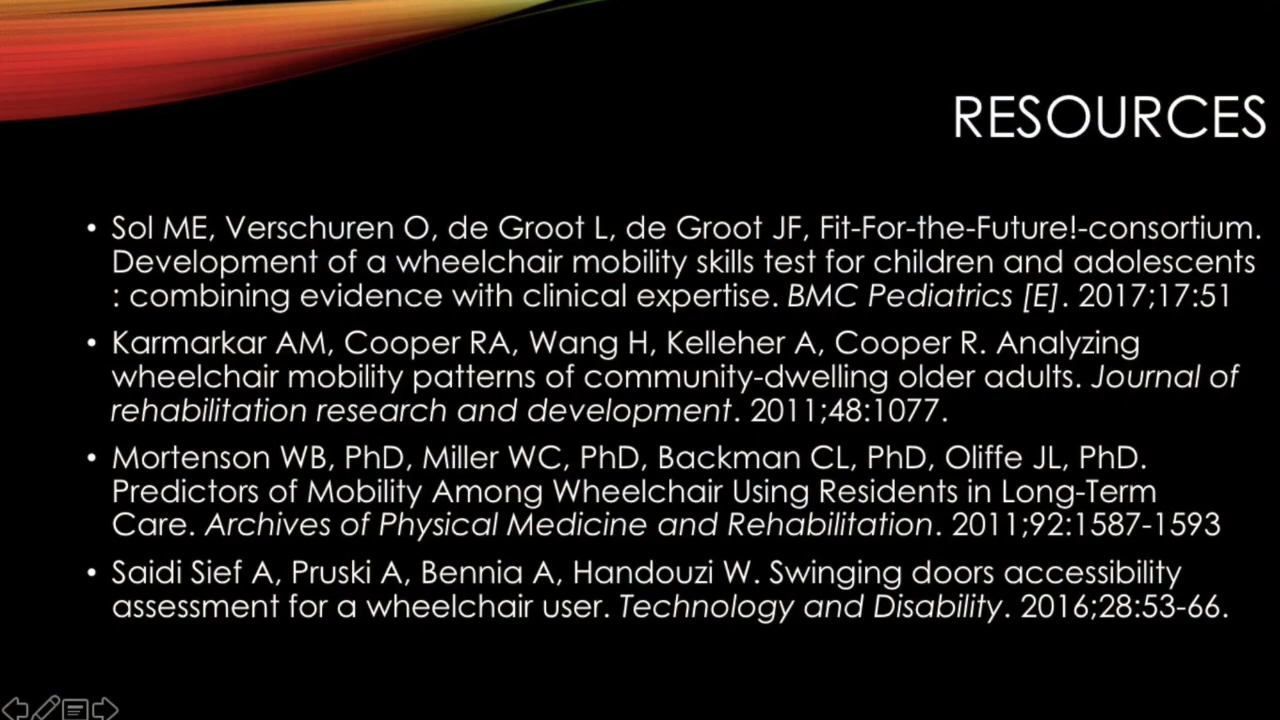 RESOURCES
• Sol ME, Verschuren O, de Groot L, de Groot JF, Fit-For-the-Future!-consortium.
Development of a wheelchair mobility skills test for children and adolescents
: combining evidence with clinical expertise. BMC Pediatrics [E]. 2017;17:51
• Karmarkar AM, Cooper RA, Wang H, Kelleher A, Cooper R. Analyzing
wheelchair mobility patterns of community-dwelling older adults. Journal of
rehabilitation research and development. 2011;48:1077.
• Mortenson WB, PhD, Miller WC, PhD, Backman CL, PhD, Oliffe JL, PhD.
Predictors of Mobility Among Wheelchair Using Residents in Long-Term
Care. Archives of Physical Medicine and Rehabilitation. 2011;92:1587-1593
• Saidi Sief A, Pruski A, Bennia A, Handouzi W. Swinging doors accessibility
assessment for a wheelchair user. Technology and Disability. 2016;28:53-66.